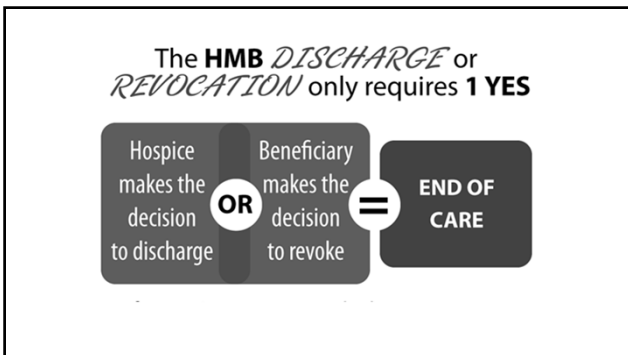 The HMB DISCHARGE or
REVOCATION only requires 1 YES
Hospice
makes the
decision
to discharge
OR
Beneficiary
makes the
decision
to revoke
=
END OF
CARE